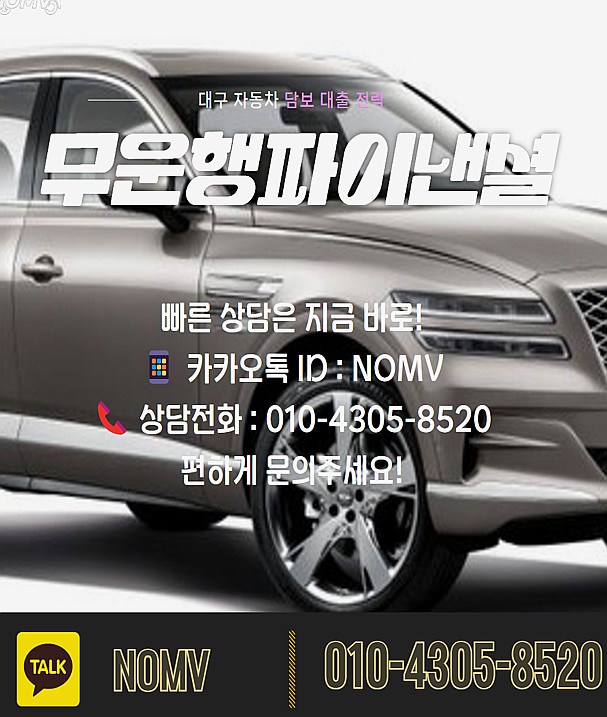 NOMV
대구 자동차 담보 대출 전략
무운행파이낸셜
빠른 상담은 지금 바로!
카카오톡 ID : NOMV
상담전화 : 010-4305-8520
편하게 문의주세요!
TALK
NOMV
010-4305-8520